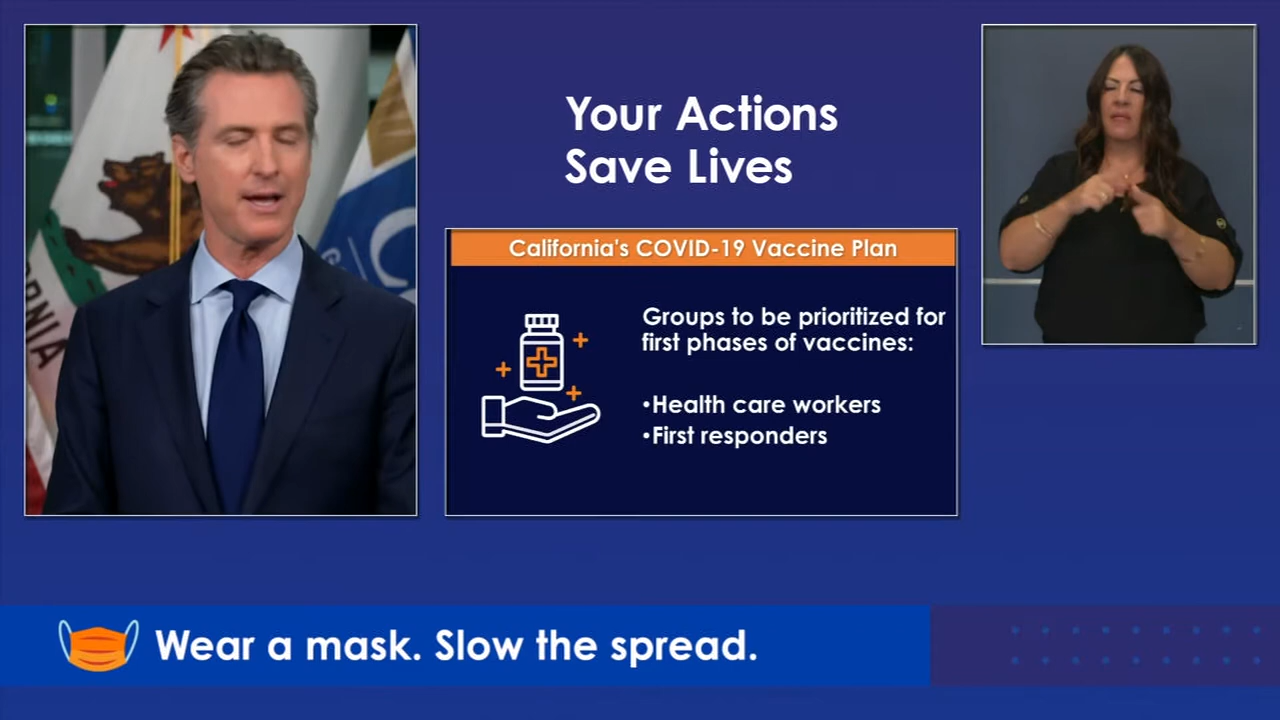 Your Actions
Save Lives
California's COVID-19 Vaccine Plan
Groups to be prioritized for
first phases of vaccines:
•Health care workers
•First responders
Wear a mask. Slow the spread.